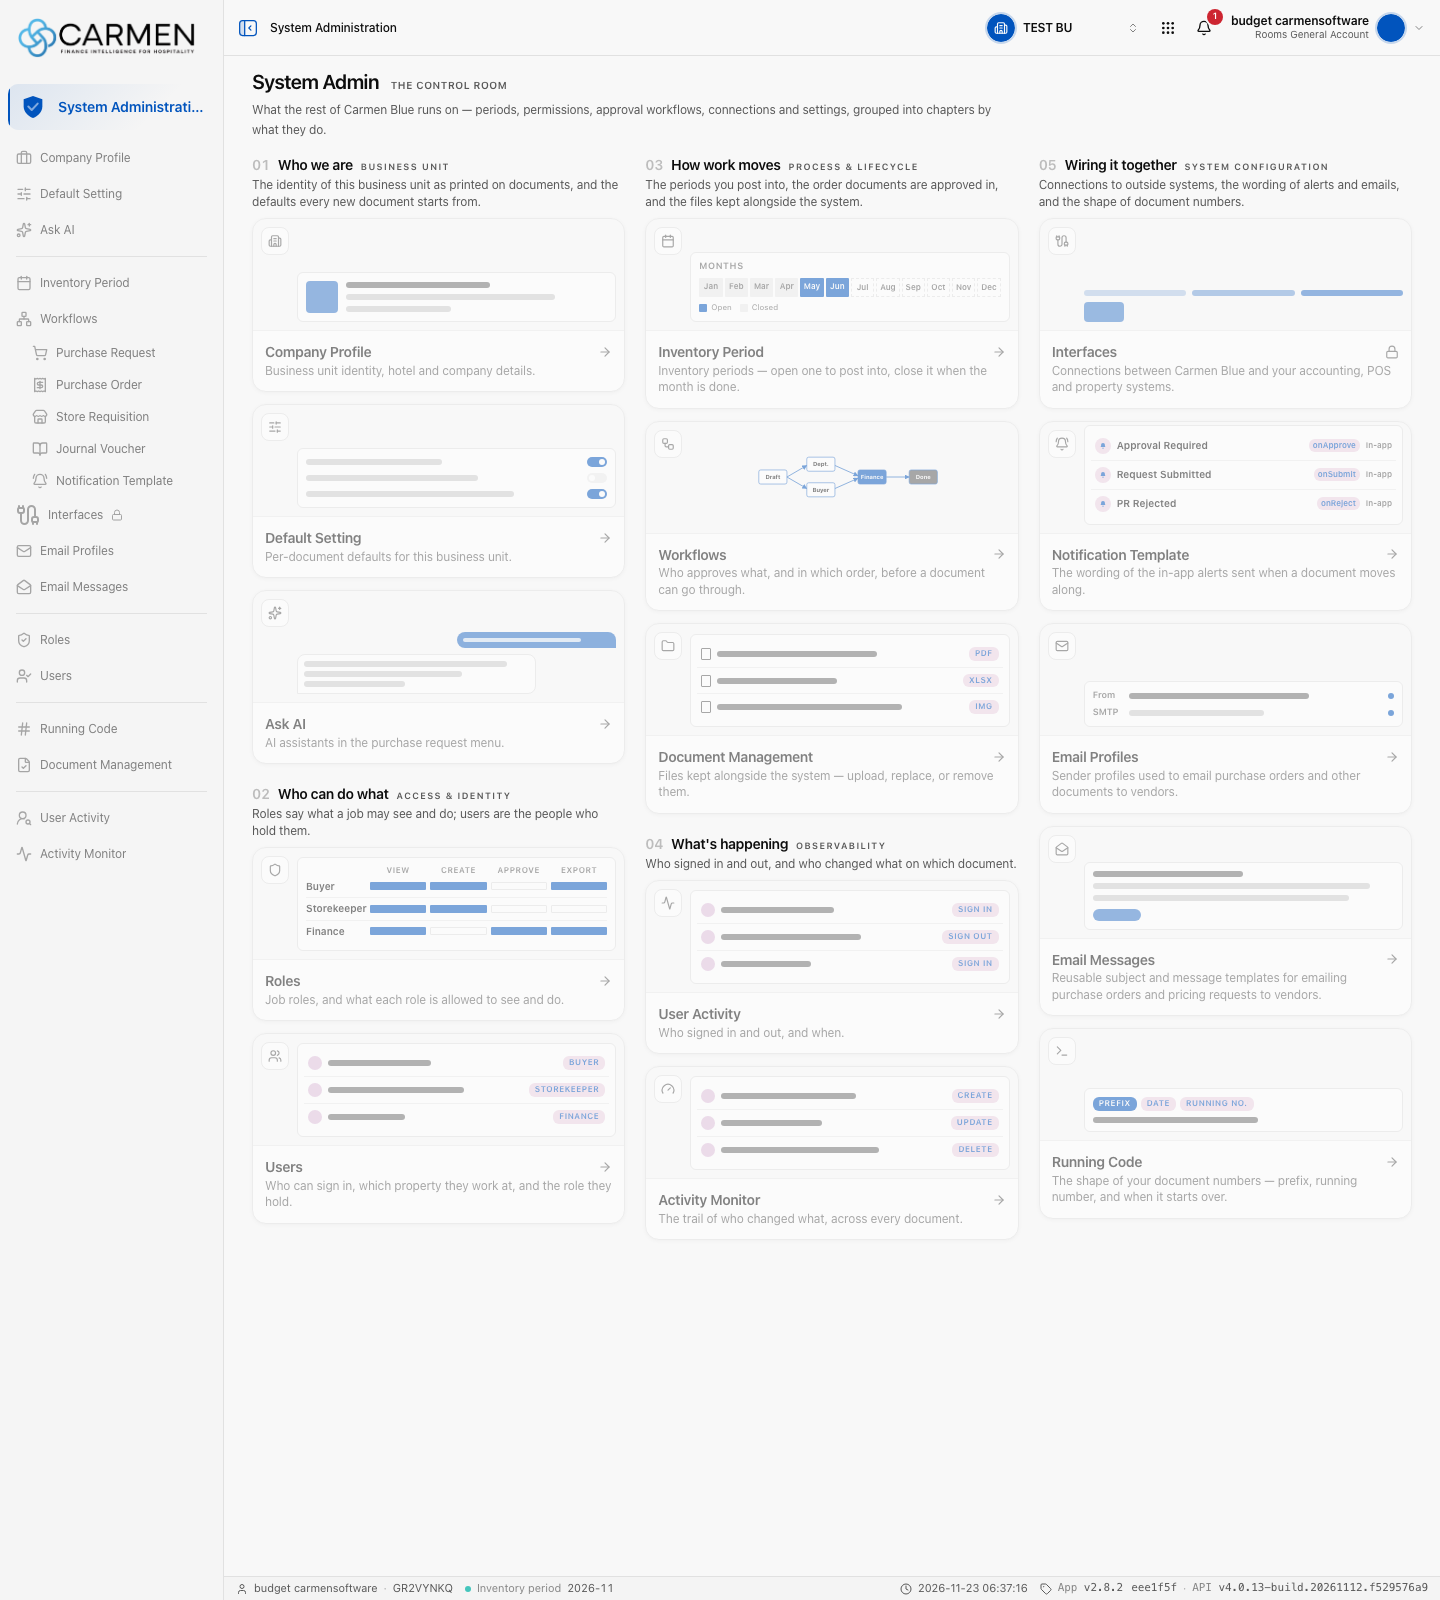 CARMEN
FINANCE INTELLIGENCE FOR HOSPITALITY
System Administrati...
Company Profile
Default Setting
Ask AI
Inventory Period
Workflows
Purchase Request
Purchase Order
Store Requisition
Journal Voucher
Notification Template
Interfaces
Email Profiles
Email Messages
Roles
Users
Running Code
Document Management
User Activity
Activity Monitor
System Administration
TEST BU
1
budget carmensoftware
Rooms General Account
System Admin THE CONTROL ROOM
What the rest of Carmen Blue runs on — periods, permissions, approval workflows, connections and settings, grouped into chapters by
what they do.
01 Who we are BUSINESS UNIT
The identity of this business unit as printed on documents, and the
defaults every new document starts from.
Company Profile
Business unit identity, hotel and company details.
Default Setting
Per-document defaults for this business unit.
Ask AI
AI assistants in the purchase request menu.
02 Who can do what ACCESS & IDENTITY
Roles say what a job may see and do; users are the people who
hold them.
VIEW CREATE APPROVE EXPORT
Buyer
Storekeeper
Finance
Roles
Job roles, and what each role is allowed to see and do.
BUYER
STOREKEEPER
FINANCE
Users
Who can sign in, which property they work at, and the role they
hold.
03 How work moves PROCESS & LIFECYCLE
The periods you post into, the order documents are approved in,
and the files kept alongside the system.
MONTHS
Jan Feb Mar Apr May Jun Jul Aug Sep Oct Nov Dec
Open Closed
Inventory Period
Inventory periods — open one to post into, close it when the
month is done.
Draft Dept. Buyer Finance Done
Workflows
Who approves what, and in which order, before a document
can go through.
PDF
XLSX
IMG
Document Management
Files kept alongside the system — upload, replace, or remove
them.
04 What's happening OBSERVABILITY
Who signed in and out, and who changed what on which document.
SIGN IN
SIGN OUT
SIGN IN
User Activity
Who signed in and out, and when.
CREATE
UPDATE
DELETE
Activity Monitor
The trail of who changed what, across every document.
05 Wiring it together SYSTEM CONFIGURATION
Connections to outside systems, the wording of alerts and emails,
and the shape of document numbers.
Interfaces
Connections between Carmen Blue and your accounting, POS
and property systems.
Approval Required onApprove in-app
Request Submitted onSubmit in-app
PR Rejected onReject in-app
Notification Template
The wording of the in-app alerts sent when a document moves
along.
From
SMTP
Email Profiles
Sender profiles used to email purchase orders and other
documents to vendors.
Email Messages
Reusable subject and message templates for emailing
purchase orders and pricing requests to vendors.
PREFIX DATE RUNNING NO.
Running Code
The shape of your document numbers — prefix, running
number, and when it starts over.
budget carmensoftware · GR2VYNKQ Inventory period 2026-11
2026-11-23 06:37:16 App v2.8.2 eee1f5f · API v4.0.13-build.20261112.f529576a9